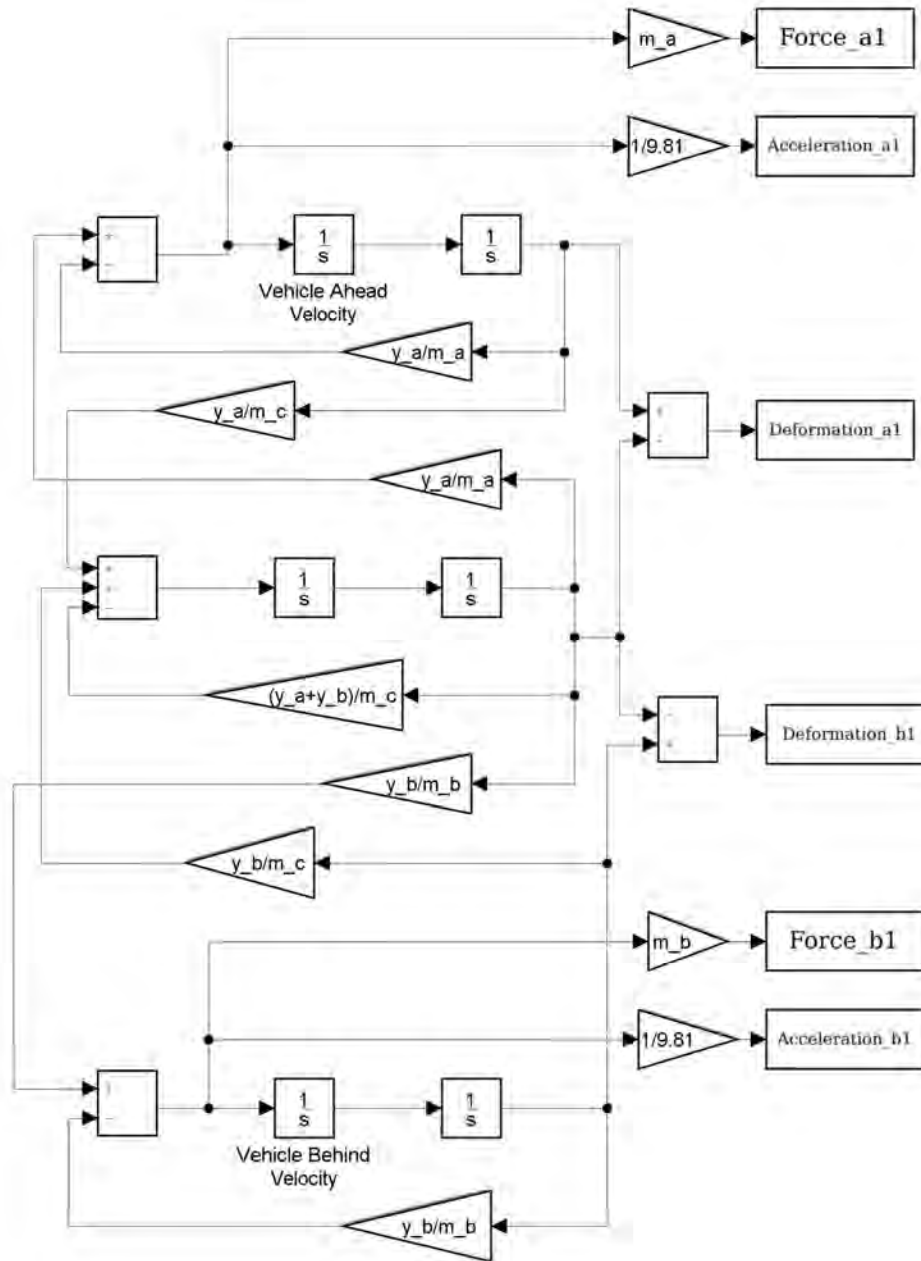 m_a
Force_a1
1/9.81
Acceleration_a1
+
-
1
s
1
s
Vehicle Ahead
Velocity
y_a/m_a
y_a/m_c
+
-
Deformation_a1
y_a/m_a
+
+
-
1
s
1
s
(y_a+y_b)/m_c
-
+
Deformation_b1
y_b/m_b
y_b/m_c
m_b
Force_b1
1/9.81
Acceleration_b1
-
1
s
1
s
Vehicle Behind
Velocity
y_b/m_b